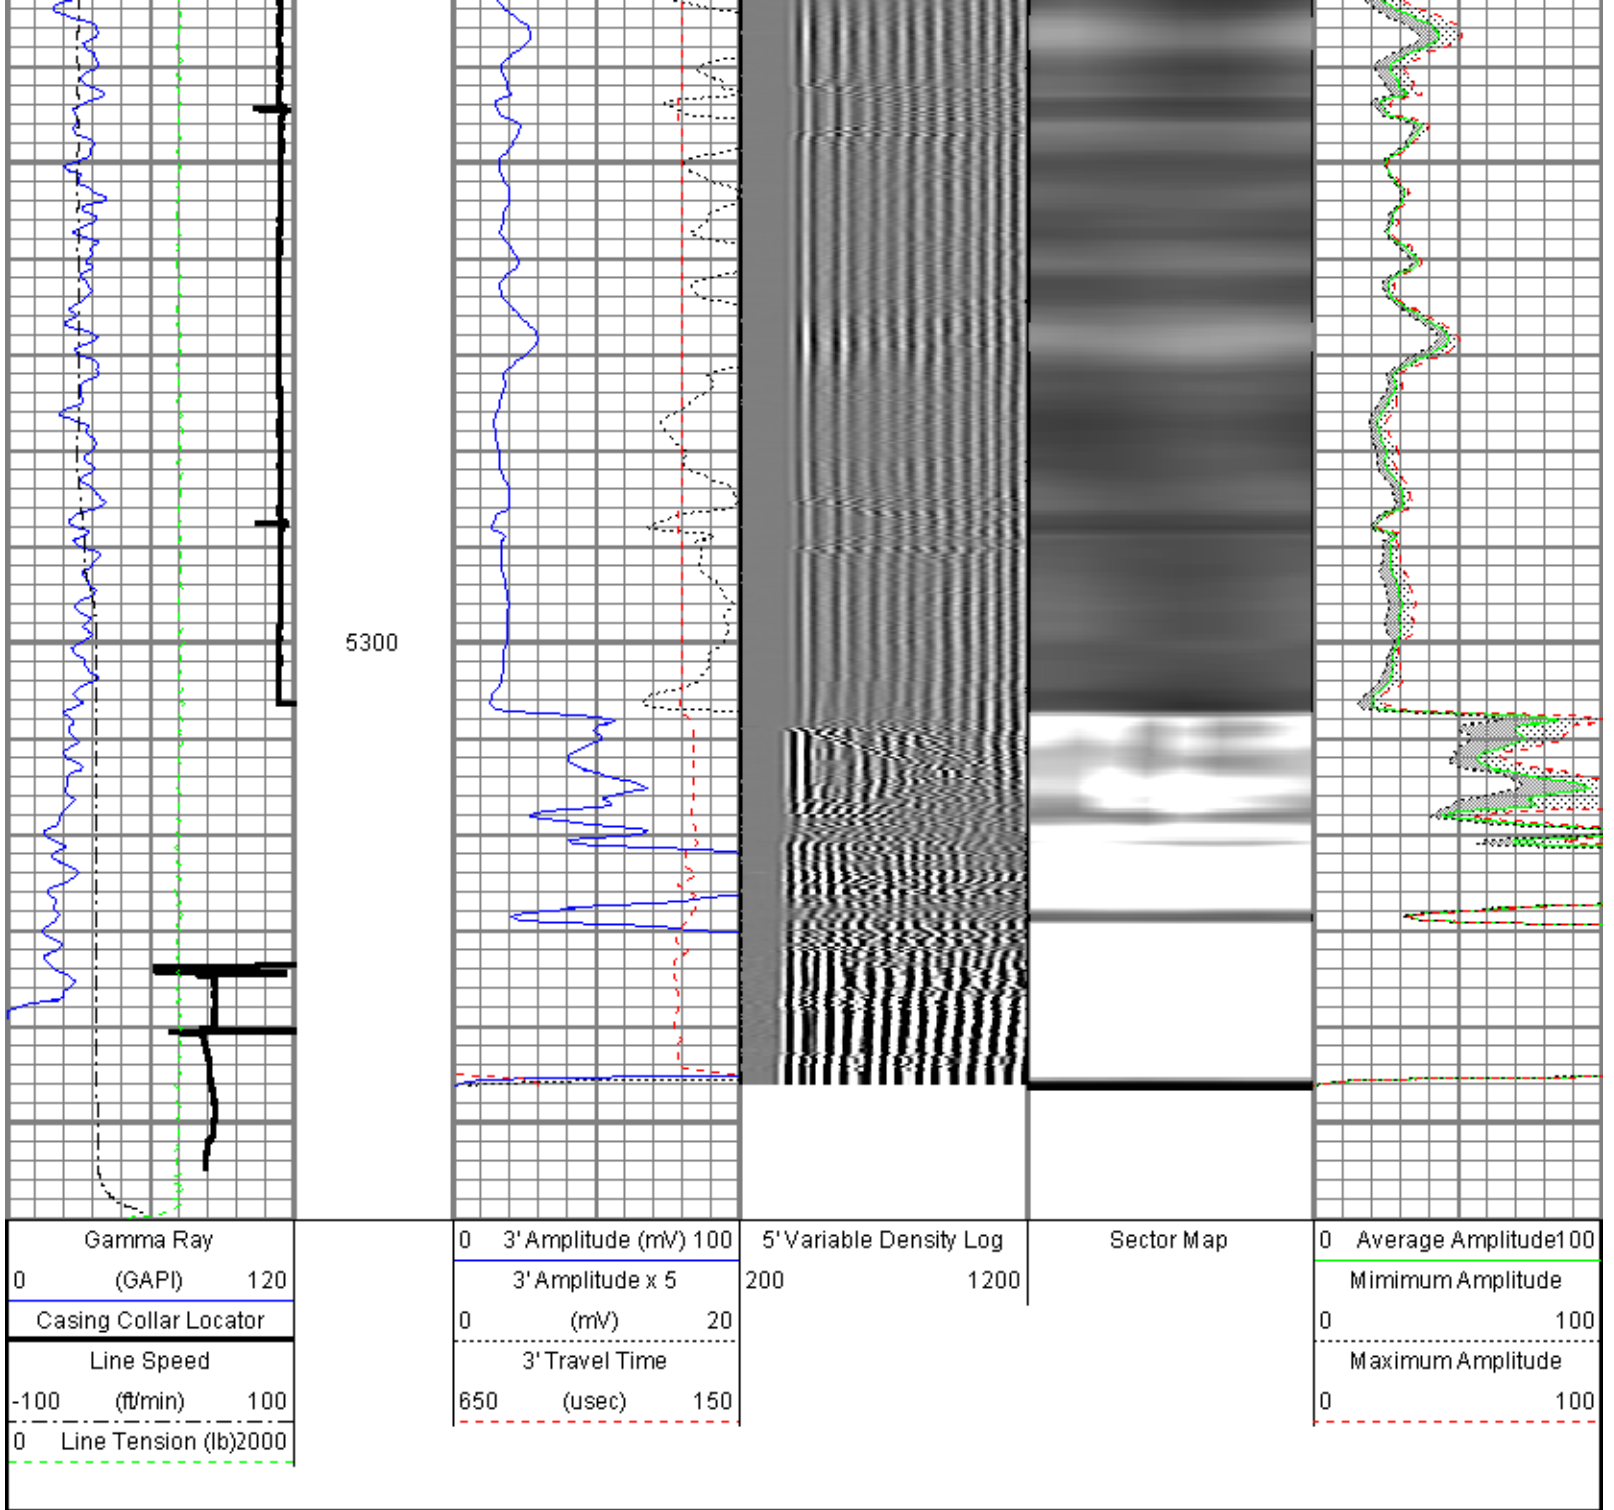 5300
Gamma Ray
0 (GAPI) 120
Casing Collar Locator
Line Speed
-100 (ft/min) 100
0 Line Tension (lb)2000
0 3' Amplitude (mV) 100
3' Amplitude x 5
0 (mV) 20
3' Travel Time
650 (usec) 150
5' Variable Density Log
200 1200
Sector Map
0 Average Amplitude100
Mimimum Amplitude
0 100
Maximum Amplitude
0 100